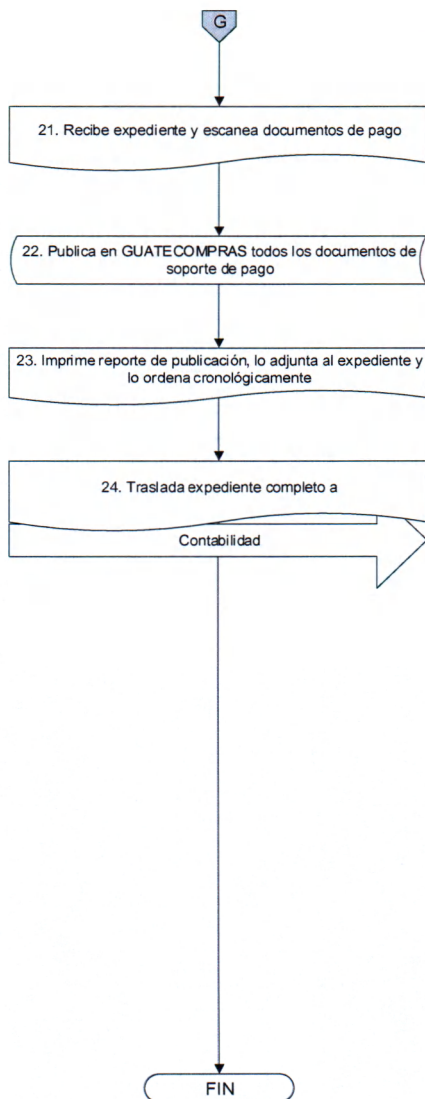 G
21. Recibe expediente y escanea documentos de pago
22. Publica en GUATECOMPRAS todos los documentos de
soporte de pago
23. Imprime reporte de publicación, lo adjunta al expediente y
lo ordena cronológicamente
24. Traslada expediente completo a
Contabilidad
FIN